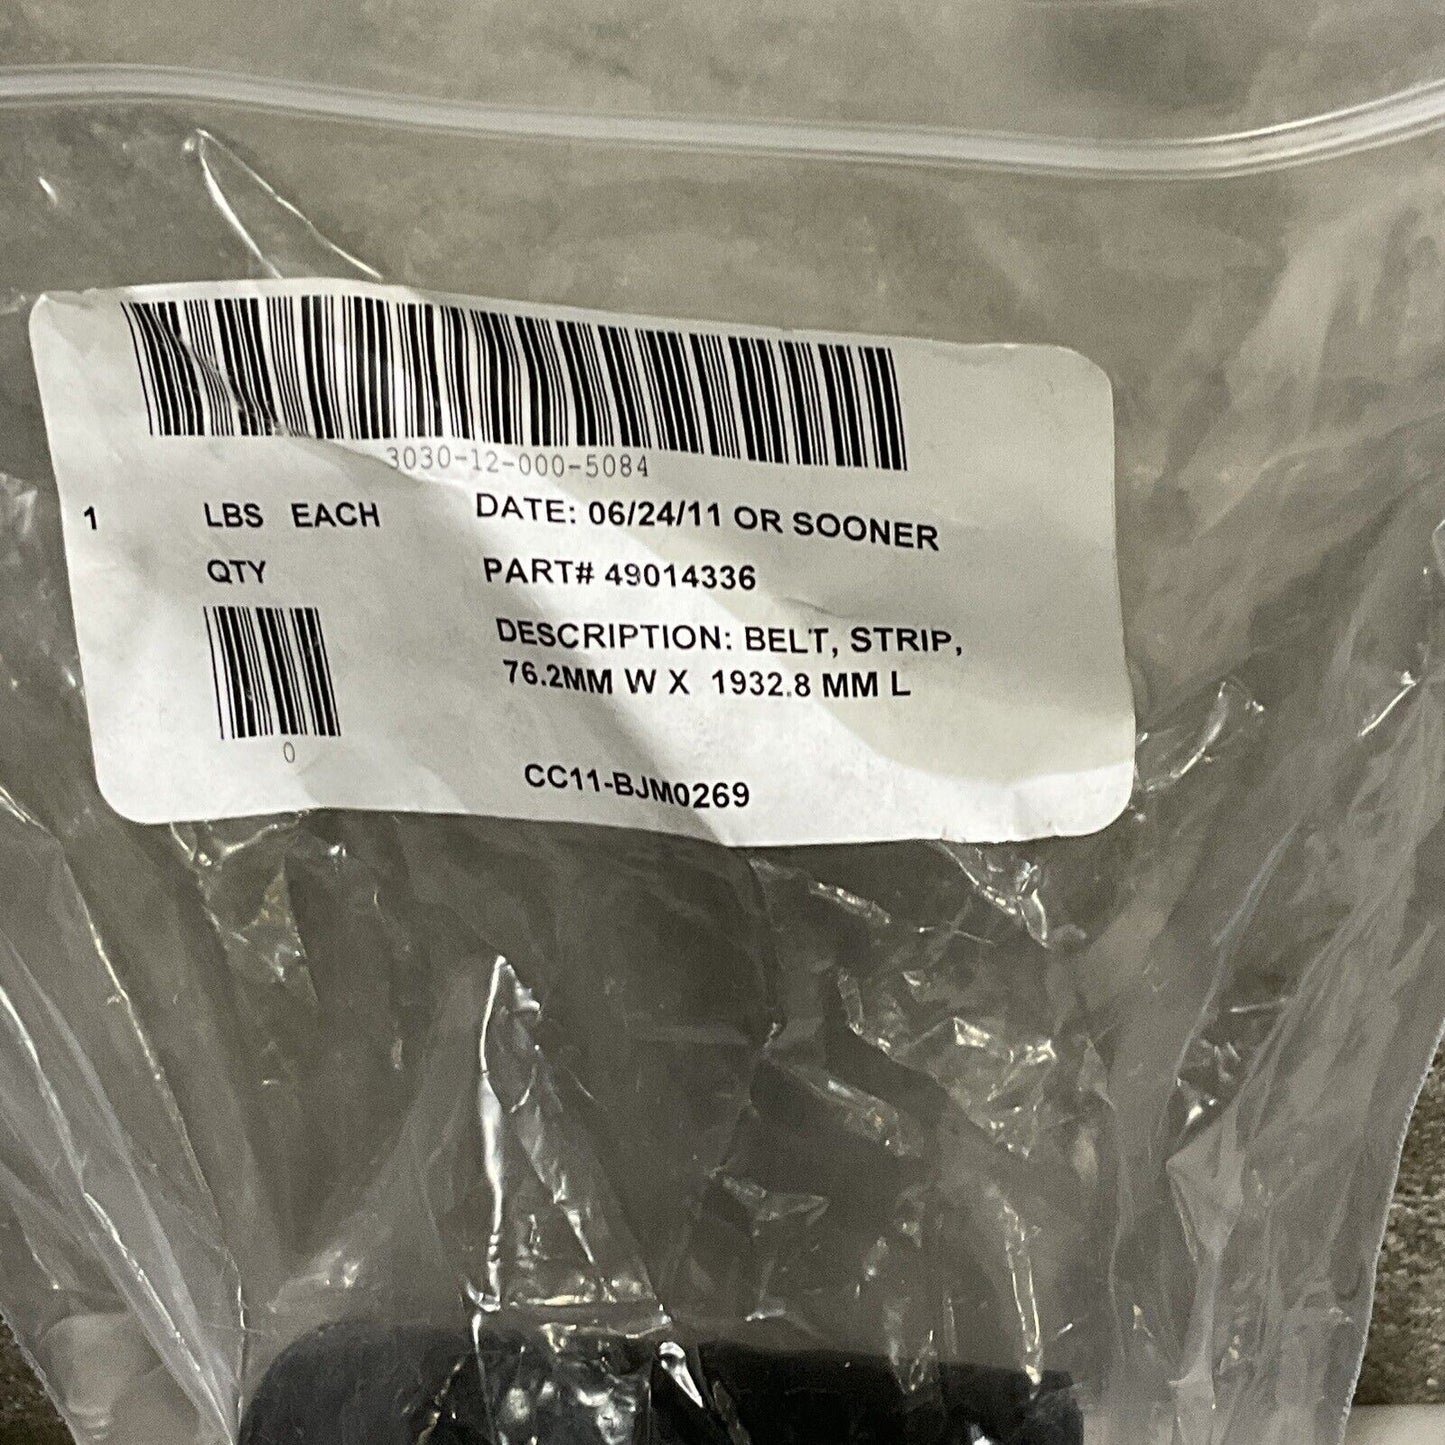 3030-12-000-5084
1 LBS EACH DATE: 06/24/11 OR SOONER
QTY PART# 49014336
DESCRIPTION: BELT, STRIP,
76.2MM W X 1932.8 MM L
0
CC11-BJM0269